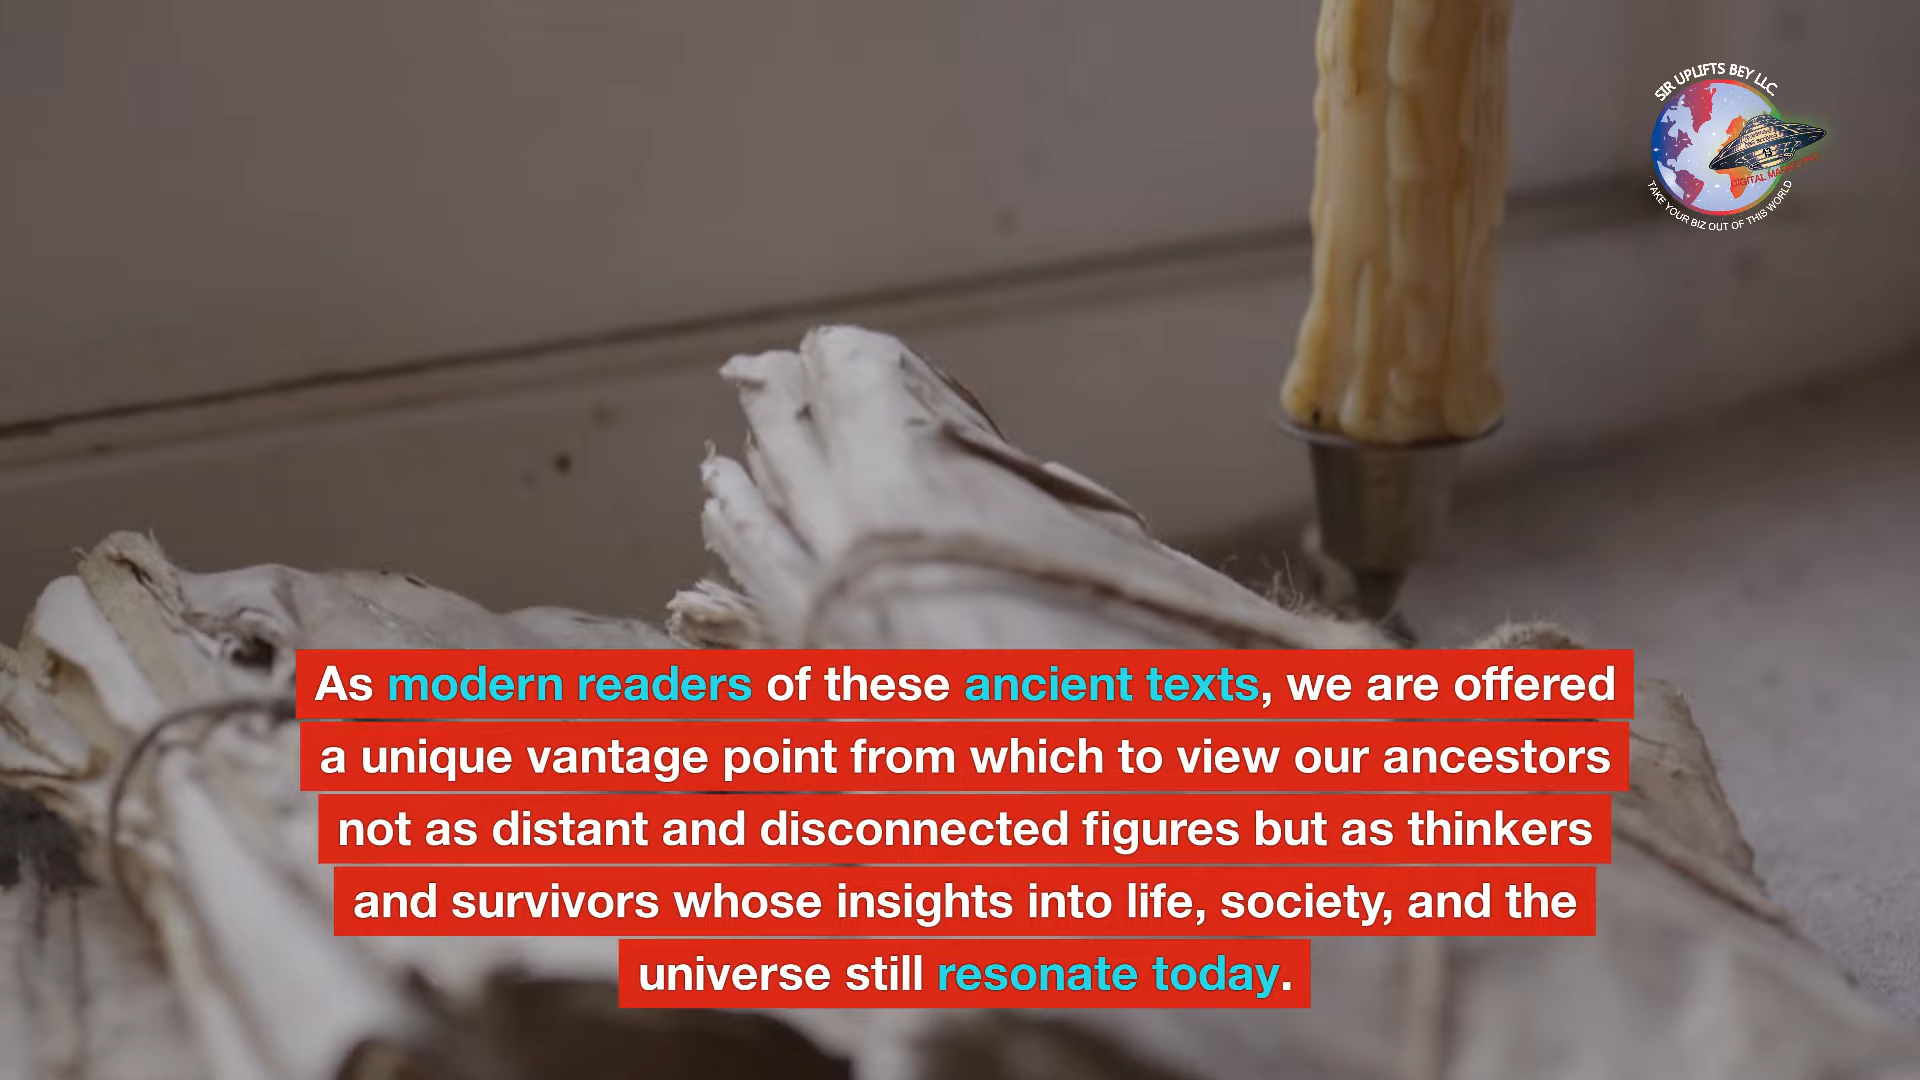 SIR UPLIFTS BEY LLC.
DIGITAL
TAKE YOUR BIZ OUT OF THIS WORLD
As modern readers of these ancient texts, we are offered
a unique vantage point from which to view our ancestors
not as distant and disconnected figures but as thinkers
and survivors whose insights into life, society, and the
universe still resonate today.